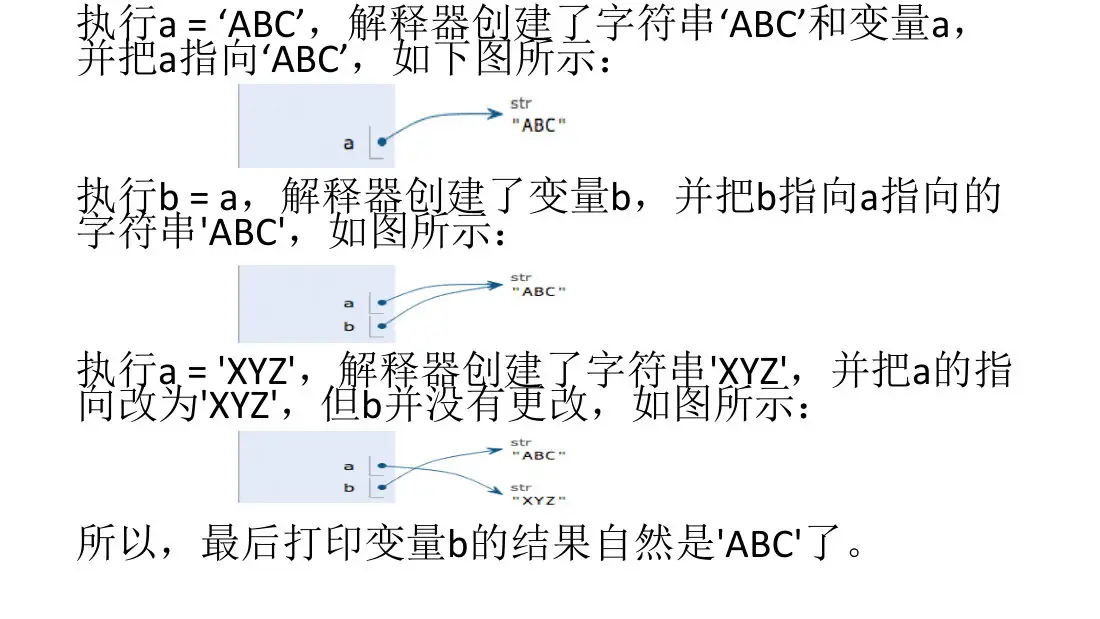 执行a = ‘ABC’，解释器创建了字符串‘ABC’和变量a，
并把a指向‘ABC’，如下图所示：
str
"ABC"
a
执行b = a，解释器创建了变量b，并把b指向a指向的
字符串'ABC'，如图所示：
str
"ABC"
a
b
执行a = 'XYZ'，解释器创建了字符串'XYZ'，并把a的指
向改为'XYZ'，但b并没有更改，如图所示：
str
"ABC"
a
b
str
"XYZ"
所以，最后打印变量b的结果自然是'ABC'了。